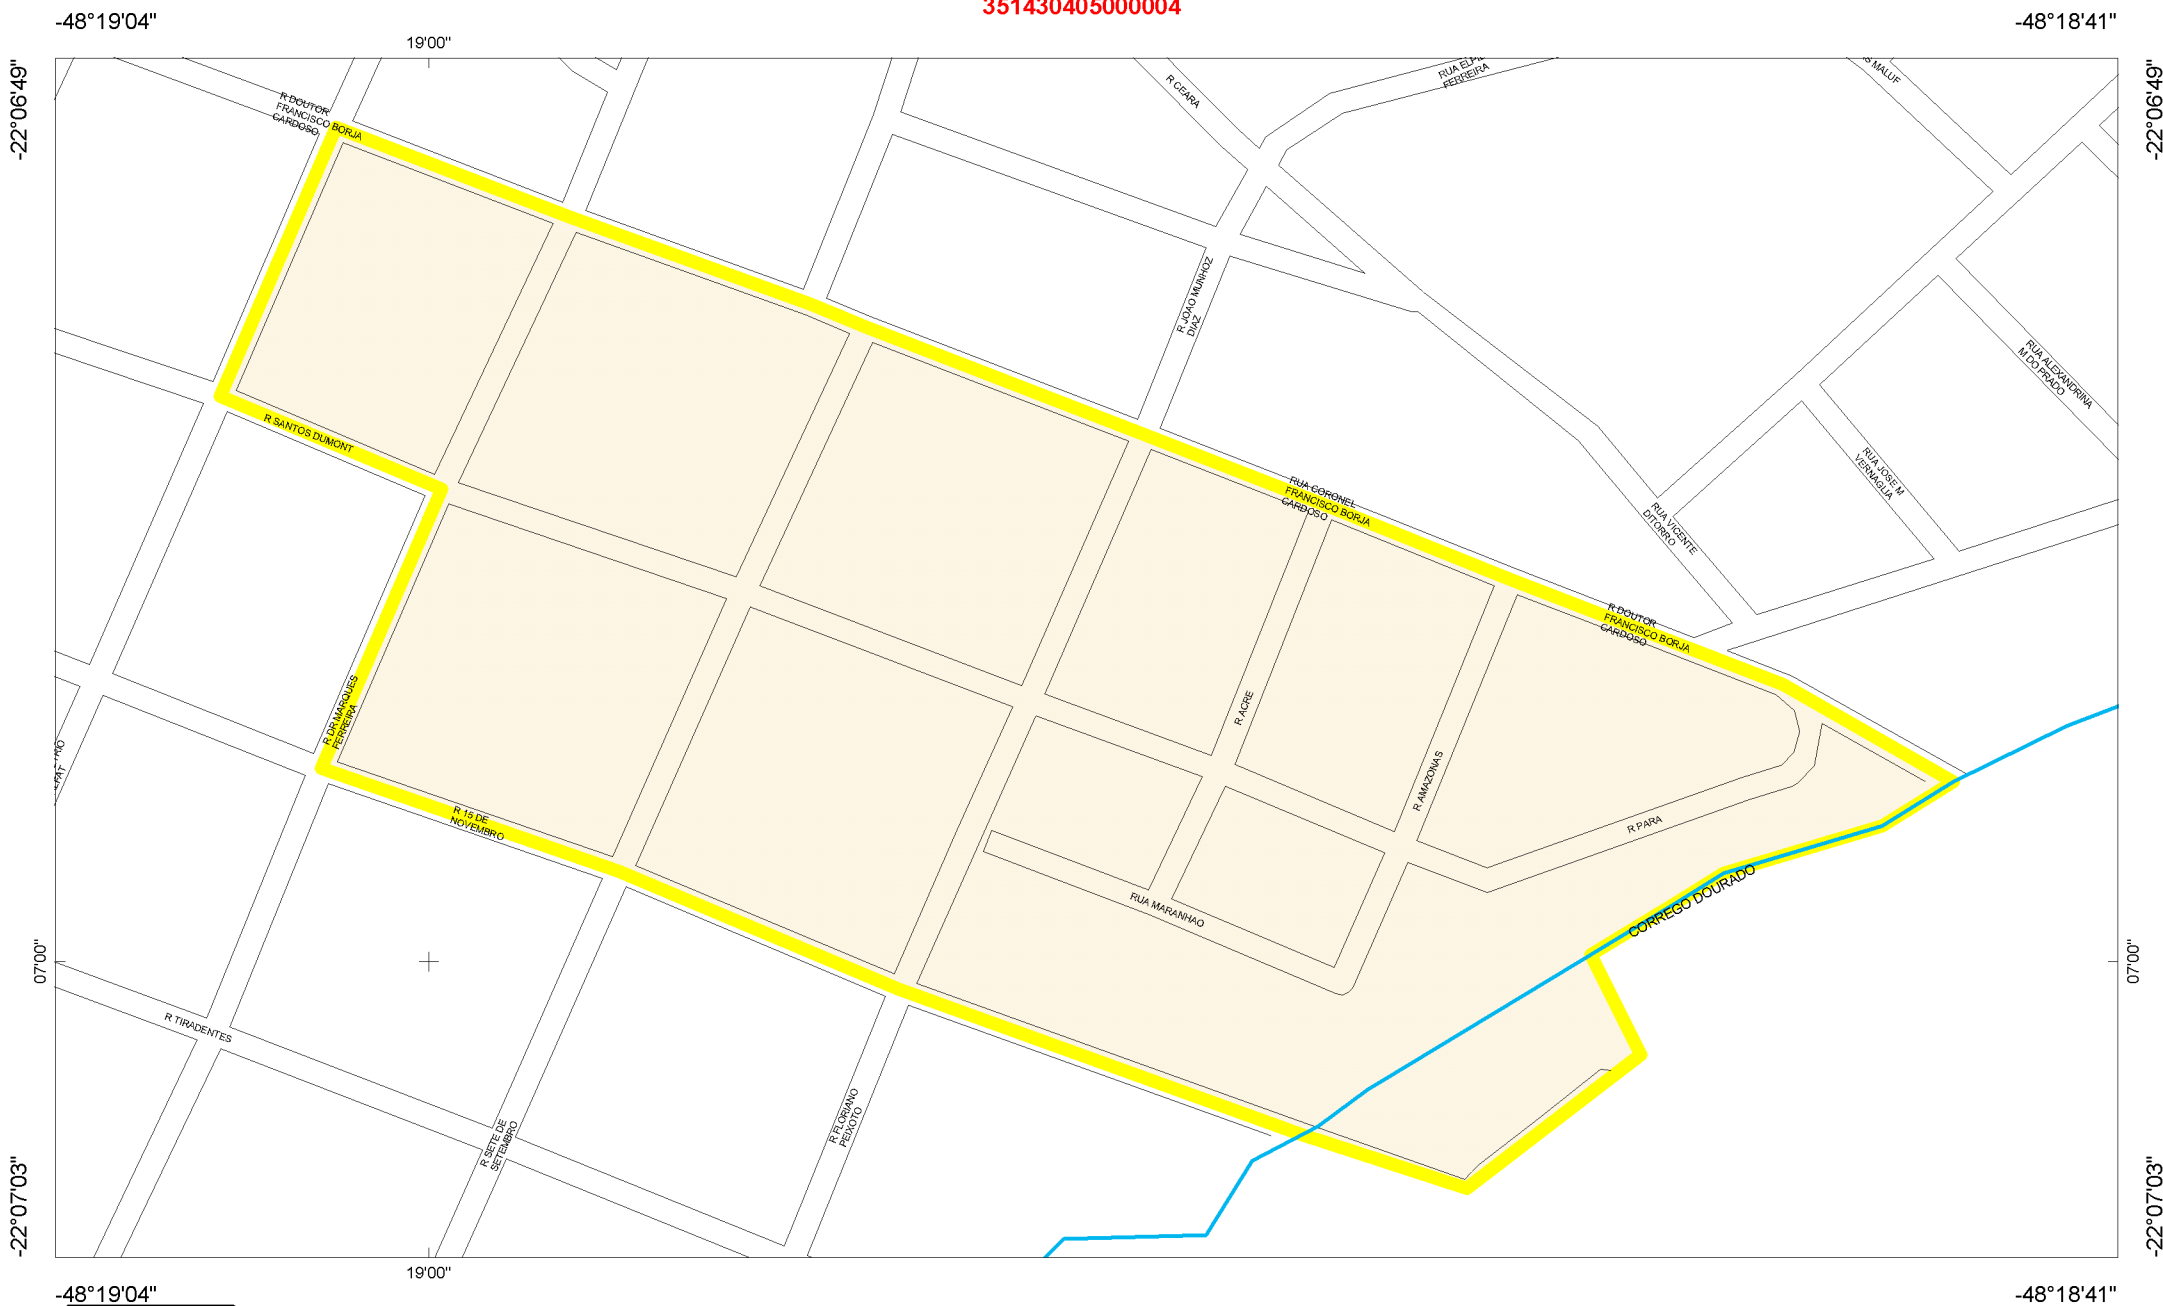 351430405000004
-48°19'04"
-48°18'41"
19'00"
-22°06'49"
-22°06'49"
R DOUTOR
FRANCISCO BORJA
CARDOSO
R CEARA
FERREIRA
S MALUF
R JOAO MUNHOZ
DIAZ
RUA ALEXANDRINA
M DO PRADO
R SANTOS DUMONT
RUA JOSE M
VERNAGLIA
RUA CORONEL
FRANCISCO BORJA
CARDOSO
RUA VICENTE
DITORRO
R DOUTOR
FRANCISCO BORJA
CARDOSO
R DR MARQUES
FERREIRA
R ACRE
R AMAZONAS
R 15 DE
NOVEMBRO
R PARA
RUA MARANHAO
CORREGO DOURADO
07'00"
07'00"
R TIRADENTES
R FLORIANO
PEIXOTO
R SETE DE
SETEMBRO
-22°07'03"
-22°07'03"
19'00"
-48°19'04"
-48°18'41"